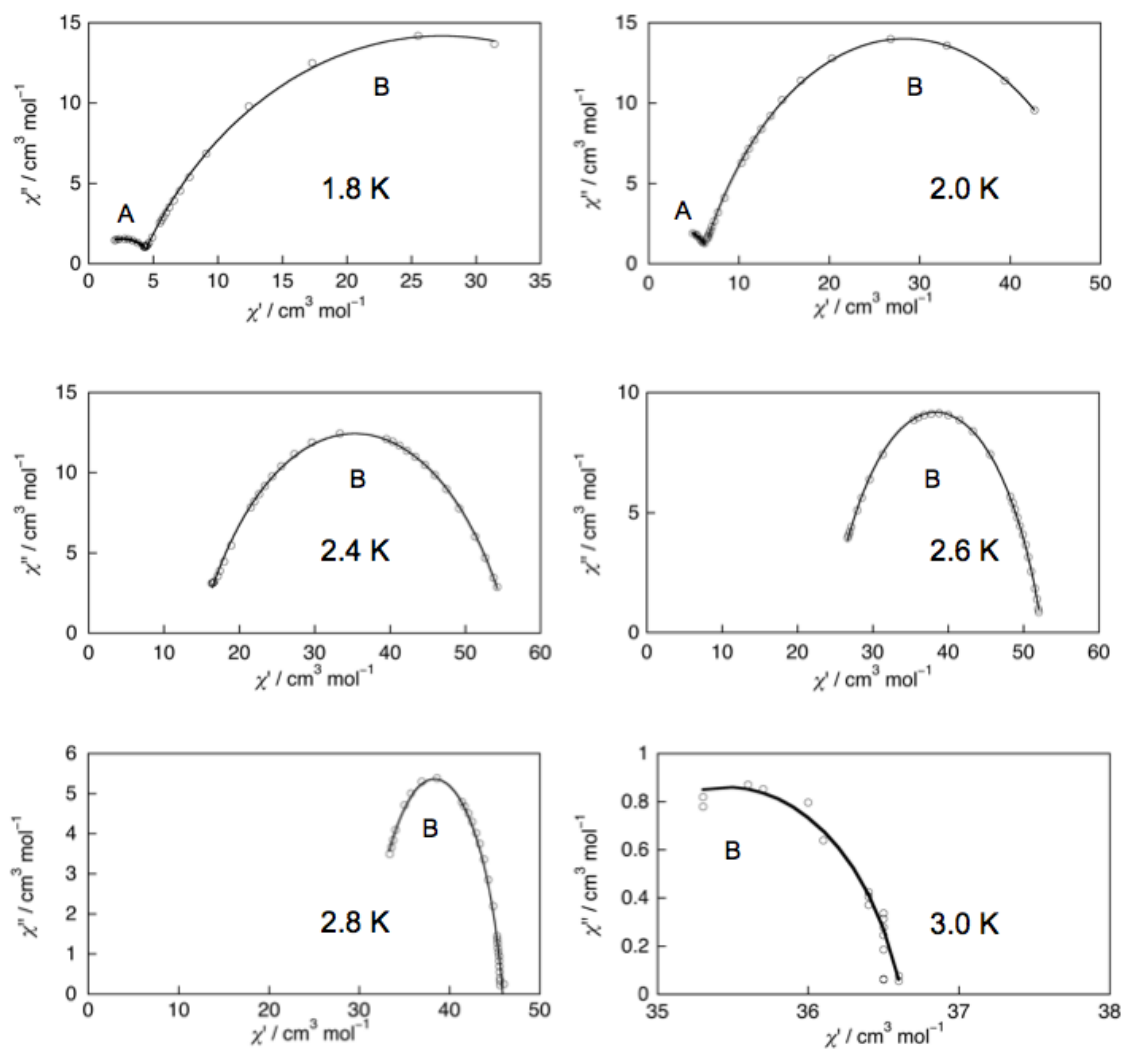 15
10
5
0
χ" / cm³ mol⁻¹
A
B
1.8 K
0 5 10 15 20 25 30 35
χ' / cm³ mol⁻¹
15
10
5
0
χ" / cm³ mol⁻¹
A
B
2.0 K
0 10 20 30 40 50
χ' / cm³ mol⁻¹
15
10
5
0
χ" / cm³ mol⁻¹
B
2.4 K
0 10 20 30 40 50 60
χ' / cm³ mol⁻¹
10
5
0
χ" / cm³ mol⁻¹
B
2.6 K
0 10 20 30 40 50 60
χ' / cm³ mol⁻¹
6
5
4
3
2
1
0
χ" / cm³ mol⁻¹
B
2.8 K
0 10 20 30 40 50
χ' / cm³ mol⁻¹
1
0.8
0.6
0.4
0.2
0
χ" / cm³ mol⁻¹
B
3.0 K
35 36 37 38
χ' / cm³ mol⁻¹